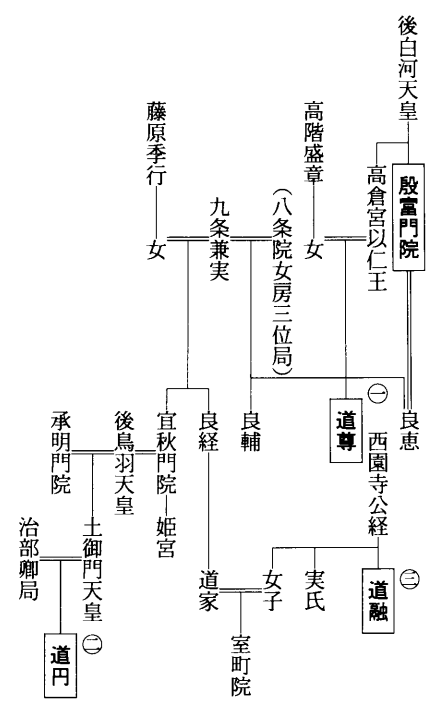 後白河天皇
殷富門院
高倉宮以仁王
高階盛章
女
(八条院女房三位局)
九条兼実
藤原季行
女
良恵
㊀
道尊
良輔
良経
宜秋門院
姫宮
後鳥羽天皇
承明門院
西園寺公経
㊂
道融
実氏
女子
道家
室町院
土御門天皇
治部卿局
㊁
道円